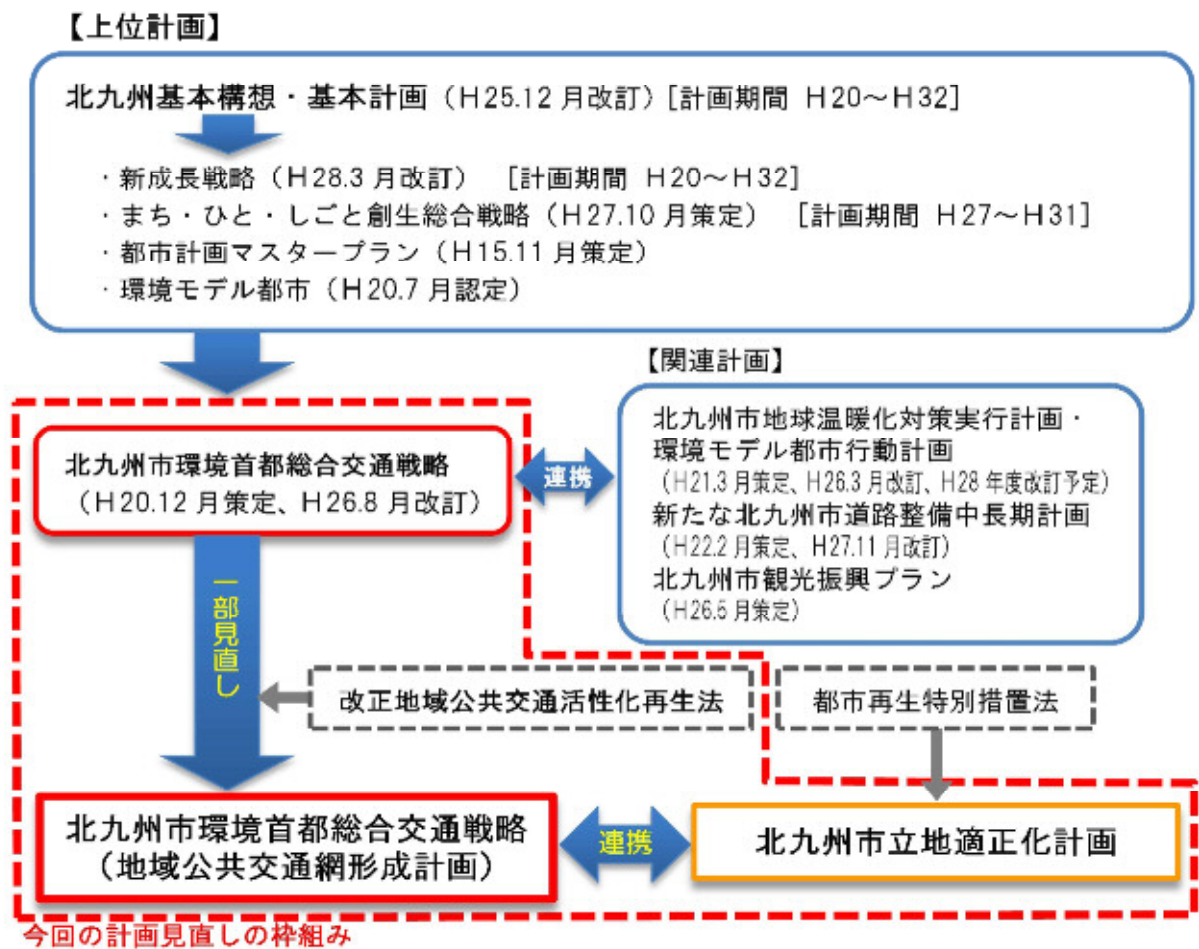 【上位計画】
北九州基本構想・基本計画（H25.12月改訂）[計画期間 H20～H32]
・新成長戦略（H28.3月改訂） [計画期間 H20～H32]
・まち・ひと・しごと創生総合戦略（H27.10月策定） [計画期間 H27～H31]
・都市計画マスタープラン（H15.11月策定）
・環境モデル都市（H20.7月認定）
【関連計画】
北九州市地球温暖化対策実行計画・
環境モデル都市行動計画
（H21.3月策定、H26.3月改訂、H28年度改訂予定）
新たな北九州市道路整備中長期計画
（H22.2月策定、H27.11月改訂）
北九州市観光振興プラン
（H26.5月策定）
北九州市環境首都総合交通戦略
（H20.12月策定、H26.8月改訂）
連携
一部見直し
改正地域公共交通活性化再生法
都市再生特別措置法
北九州市環境首都総合交通戦略
（地域公共交通網形成計画）
連携
北九州市立地適正化計画
今回の計画見直しの枠組み